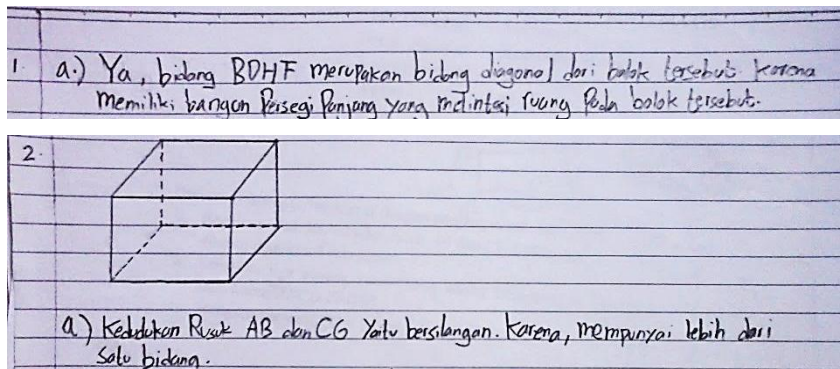 1. a.) Ya, bidang BDHF merupakan bidang diagonal dari balok tersebut karena
memiliki bangun Persegi Panjang yang melintasi ruang Pada balok tersebut.
2.
a) Kedudukan Rusuk AB dan CG Yaitu bersilangan. Karena, mempunyai lebih dari
satu bidang.